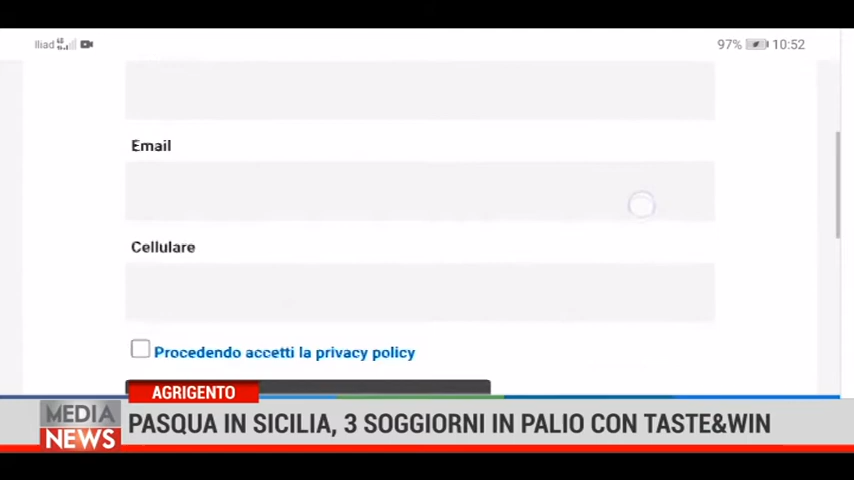 Iliad 97% 10:52
Email
Cellulare
Procedendo accetti la privacy policy
AGRIGENTO
MEDIA NEWS
PASQUA IN SICILIA, 3 SOGGIORNI IN PALIO CON TASTE&WIN